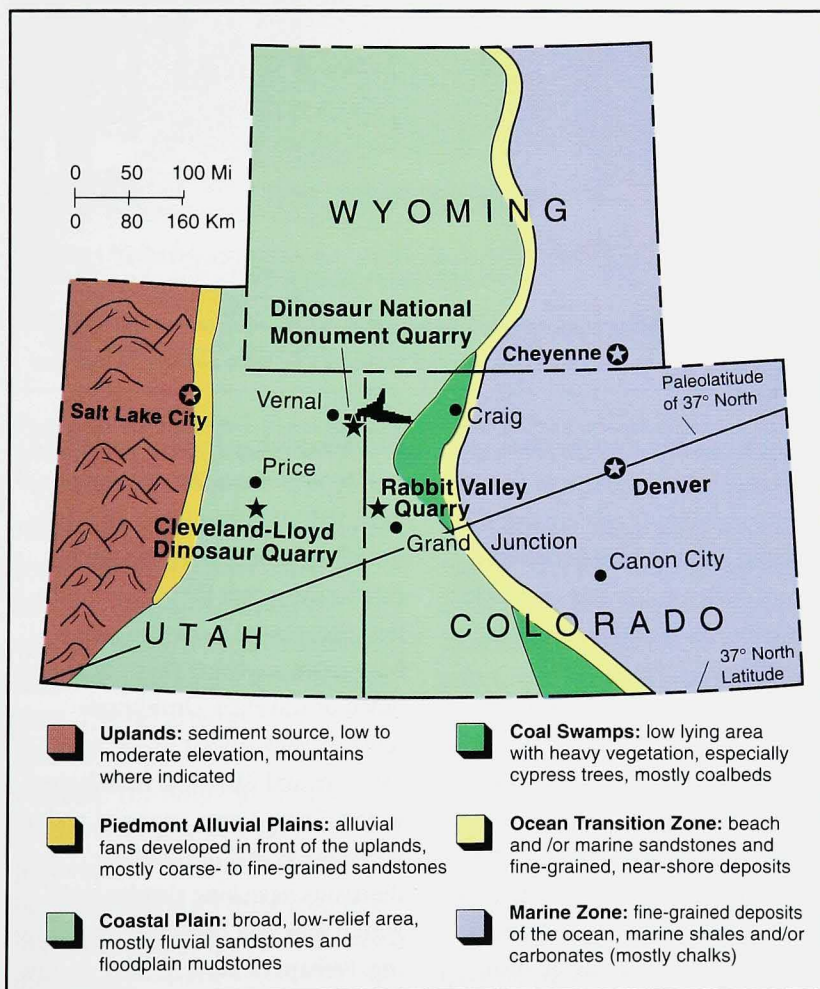 0 50 100 Mi
0 80 160 Km
WYOMING
Dinosaur National
Monument Quarry
Cheyenne
Paleolatitude
of 37° North
Salt Lake City
Vernal
Craig
Price
Rabbit Valley
Quarry
Denver
Cleveland-Lloyd
Dinosaur Quarry
Grand Junction
Canon City
UTAH
COLORADO
37° North
Latitude
Uplands: sediment source, low to
moderate elevation, mountains
where indicated
Piedmont Alluvial Plains: alluvial
fans developed in front of the uplands,
mostly coarse- to fine-grained sandstones
Coastal Plain: broad, low-relief area,
mostly fluvial sandstones and
floodplain mudstones
Coal Swamps: low lying area
with heavy vegetation, especially
cypress trees, mostly coalbeds
Ocean Transition Zone: beach
and /or marine sandstones and
fine-grained, near-shore deposits
Marine Zone: fine-grained deposits
of the ocean, marine shales and/or
carbonates (mostly chalks)